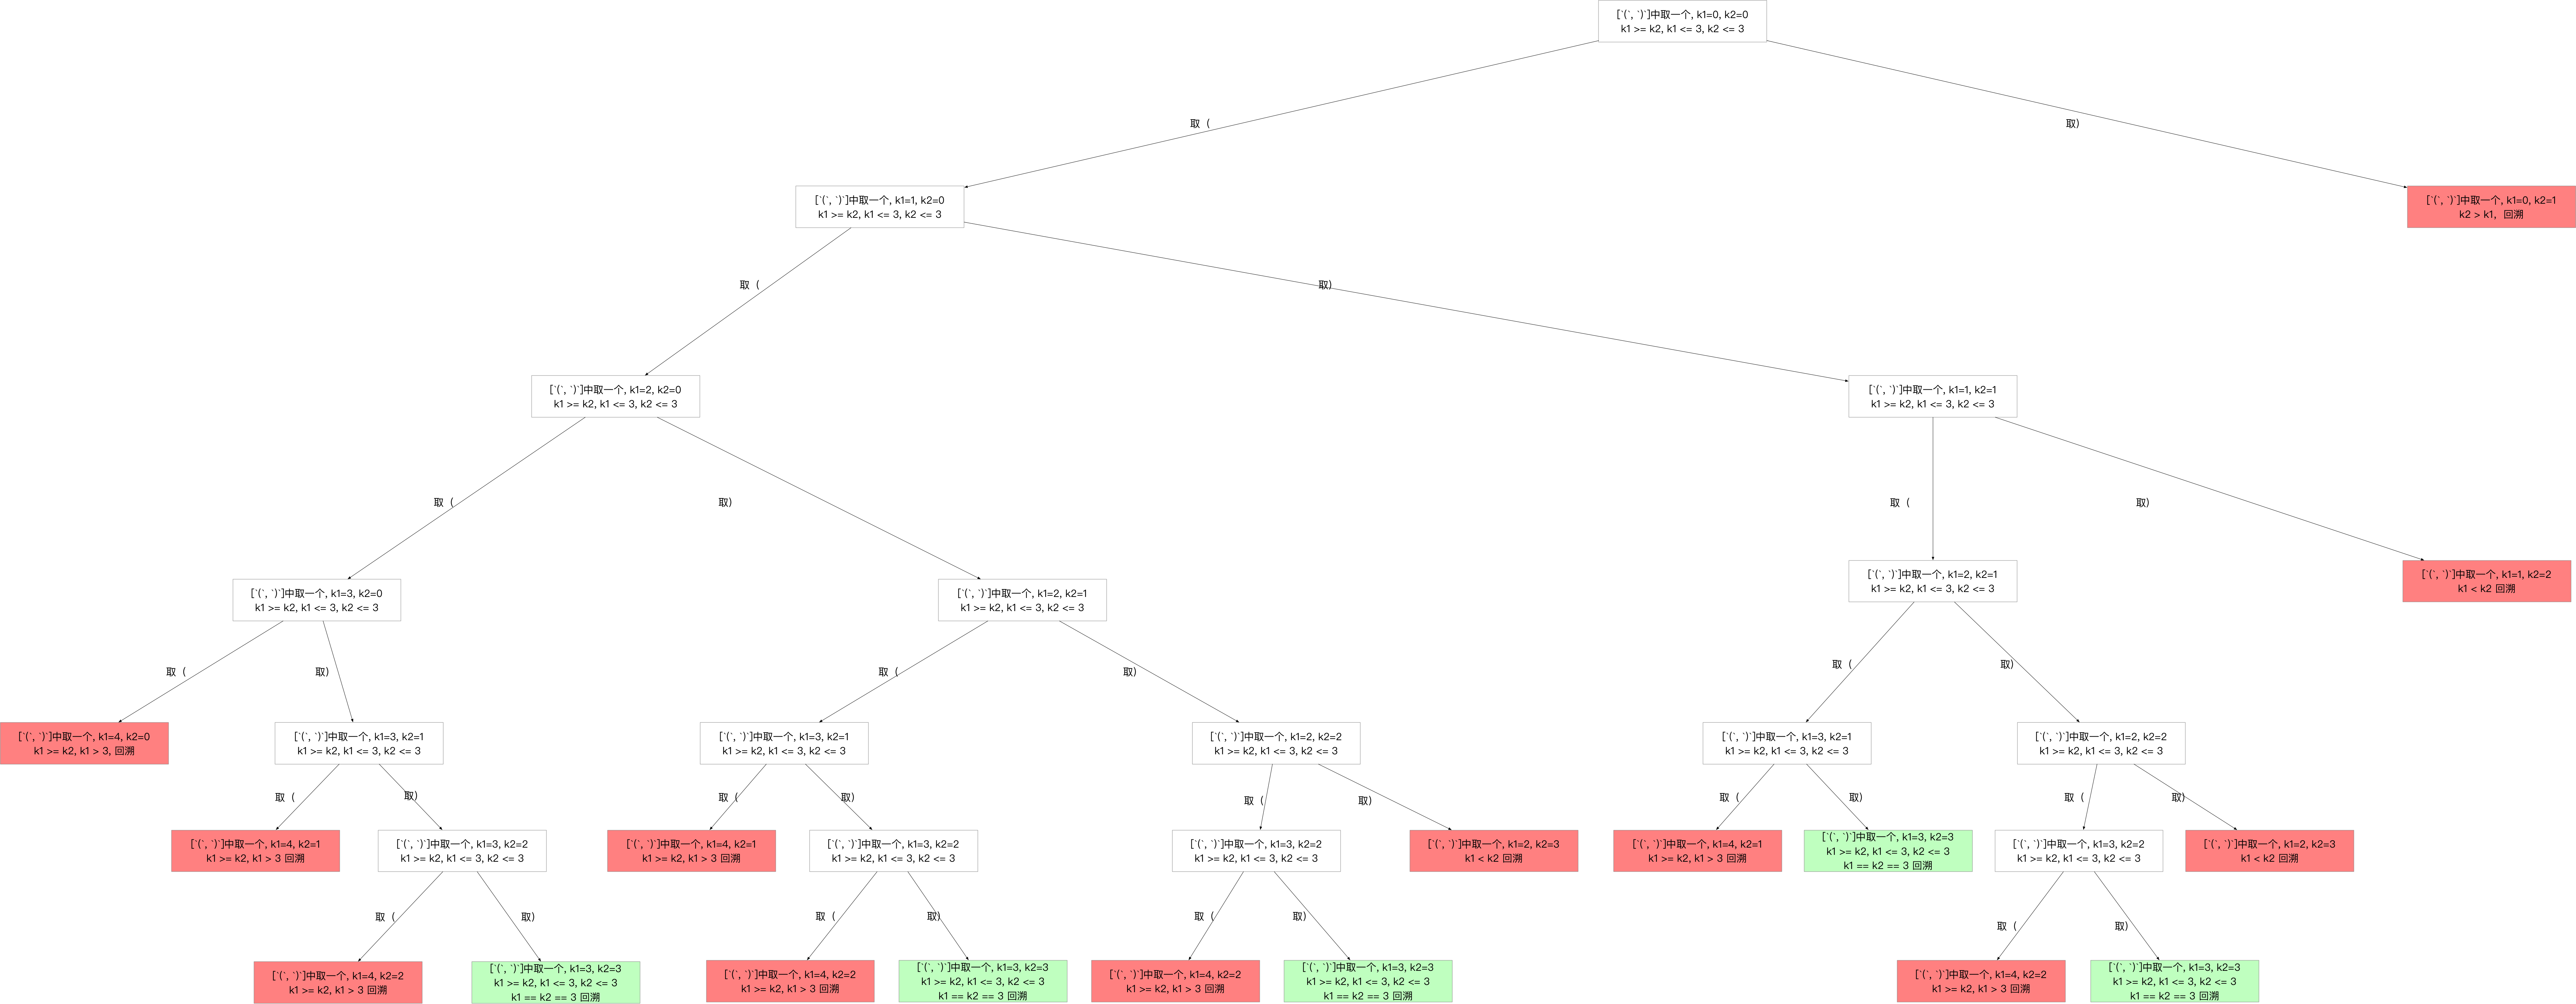 [`(`, `)`]中取一个, k1=0, k2=0
k1 >= k2, k1 <= 3, k2 <= 3
取（
取)
[`(`, `)`]中取一个, k1=1, k2=0
k1 >= k2, k1 <= 3, k2 <= 3
[`(`, `)`]中取一个, k1=0, k2=1
k2 > k1， 回溯
取（
取)
[`(`, `)`]中取一个, k1=2, k2=0
k1 >= k2, k1 <= 3, k2 <= 3
[`(`, `)`]中取一个, k1=1, k2=1
k1 >= k2, k1 <= 3, k2 <= 3
取（
取)
取（
取)
[`(`, `)`]中取一个, k1=3, k2=0
k1 >= k2, k1 <= 3, k2 <= 3
[`(`, `)`]中取一个, k1=2, k2=1
k1 >= k2, k1 <= 3, k2 <= 3
[`(`, `)`]中取一个, k1=2, k2=1
k1 >= k2, k1 <= 3, k2 <= 3
[`(`, `)`]中取一个, k1=1, k2=2
k1 < k2 回溯
取（
取)
取（
取)
取（
取)
[`(`, `)`]中取一个, k1=4, k2=0
k1 >= k2, k1 > 3, 回溯
[`(`, `)`]中取一个, k1=3, k2=1
k1 >= k2, k1 <= 3, k2 <= 3
[`(`, `)`]中取一个, k1=3, k2=1
k1 >= k2, k1 <= 3, k2 <= 3
[`(`, `)`]中取一个, k1=2, k2=2
k1 >= k2, k1 <= 3, k2 <= 3
[`(`, `)`]中取一个, k1=3, k2=1
k1 >= k2, k1 <= 3, k2 <= 3
[`(`, `)`]中取一个, k1=2, k2=2
k1 >= k2, k1 <= 3, k2 <= 3
取（
取)
取（
取)
取（
取)
取（
取)
取（
取)
[`(`, `)`]中取一个, k1=4, k2=1
k1 >= k2, k1 > 3 回溯
[`(`, `)`]中取一个, k1=3, k2=2
k1 >= k2, k1 <= 3, k2 <= 3
[`(`, `)`]中取一个, k1=4, k2=1
k1 >= k2, k1 > 3 回溯
[`(`, `)`]中取一个, k1=3, k2=2
k1 >= k2, k1 <= 3, k2 <= 3
[`(`, `)`]中取一个, k1=3, k2=2
k1 >= k2, k1 <= 3, k2 <= 3
[`(`, `)`]中取一个, k1=2, k2=3
k1 < k2 回溯
[`(`, `)`]中取一个, k1=4, k2=1
k1 >= k2, k1 > 3 回溯
[`(`, `)`]中取一个, k1=3, k2=3
k1 >= k2, k1 <= 3, k2 <= 3
k1 == k2 == 3 回溯
[`(`, `)`]中取一个, k1=3, k2=2
k1 >= k2, k1 <= 3, k2 <= 3
[`(`, `)`]中取一个, k1=2, k2=3
k1 < k2 回溯
取（
取)
取（
取)
取（
取)
取（
取)
[`(`, `)`]中取一个, k1=4, k2=2
k1 >= k2, k1 > 3 回溯
[`(`, `)`]中取一个, k1=3, k2=3
k1 >= k2, k1 <= 3, k2 <= 3
k1 == k2 == 3 回溯
[`(`, `)`]中取一个, k1=4, k2=2
k1 >= k2, k1 > 3 回溯
[`(`, `)`]中取一个, k1=3, k2=3
k1 >= k2, k1 <= 3, k2 <= 3
k1 == k2 == 3 回溯
[`(`, `)`]中取一个, k1=4, k2=2
k1 >= k2, k1 > 3 回溯
[`(`, `)`]中取一个, k1=3, k2=3
k1 >= k2, k1 <= 3, k2 <= 3
k1 == k2 == 3 回溯
[`(`, `)`]中取一个, k1=4, k2=2
k1 >= k2, k1 > 3 回溯
[`(`, `)`]中取一个, k1=3, k2=3
k1 >= k2, k1 <= 3, k2 <= 3
k1 == k2 == 3 回溯